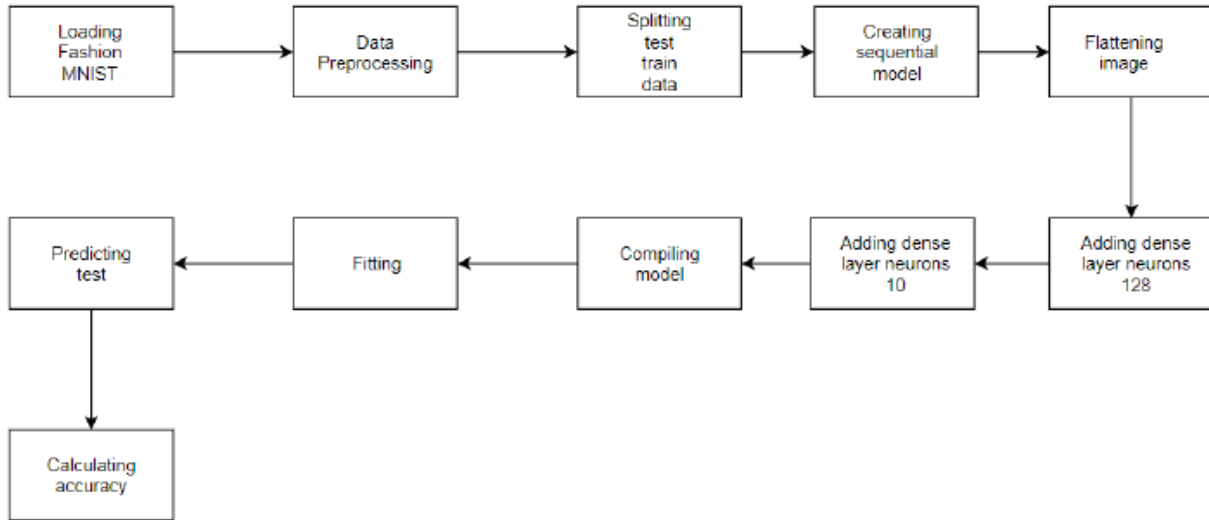 Loading
Fashion
MNIST
Data
Preprocessing
Splitting
test
train
data
Creating
sequential
model
Flattening
image
Adding dense
layer neurons
128
Adding dense
layer neurons
10
Compiling
model
Fitting
Predicting
test
Calculating
accuracy